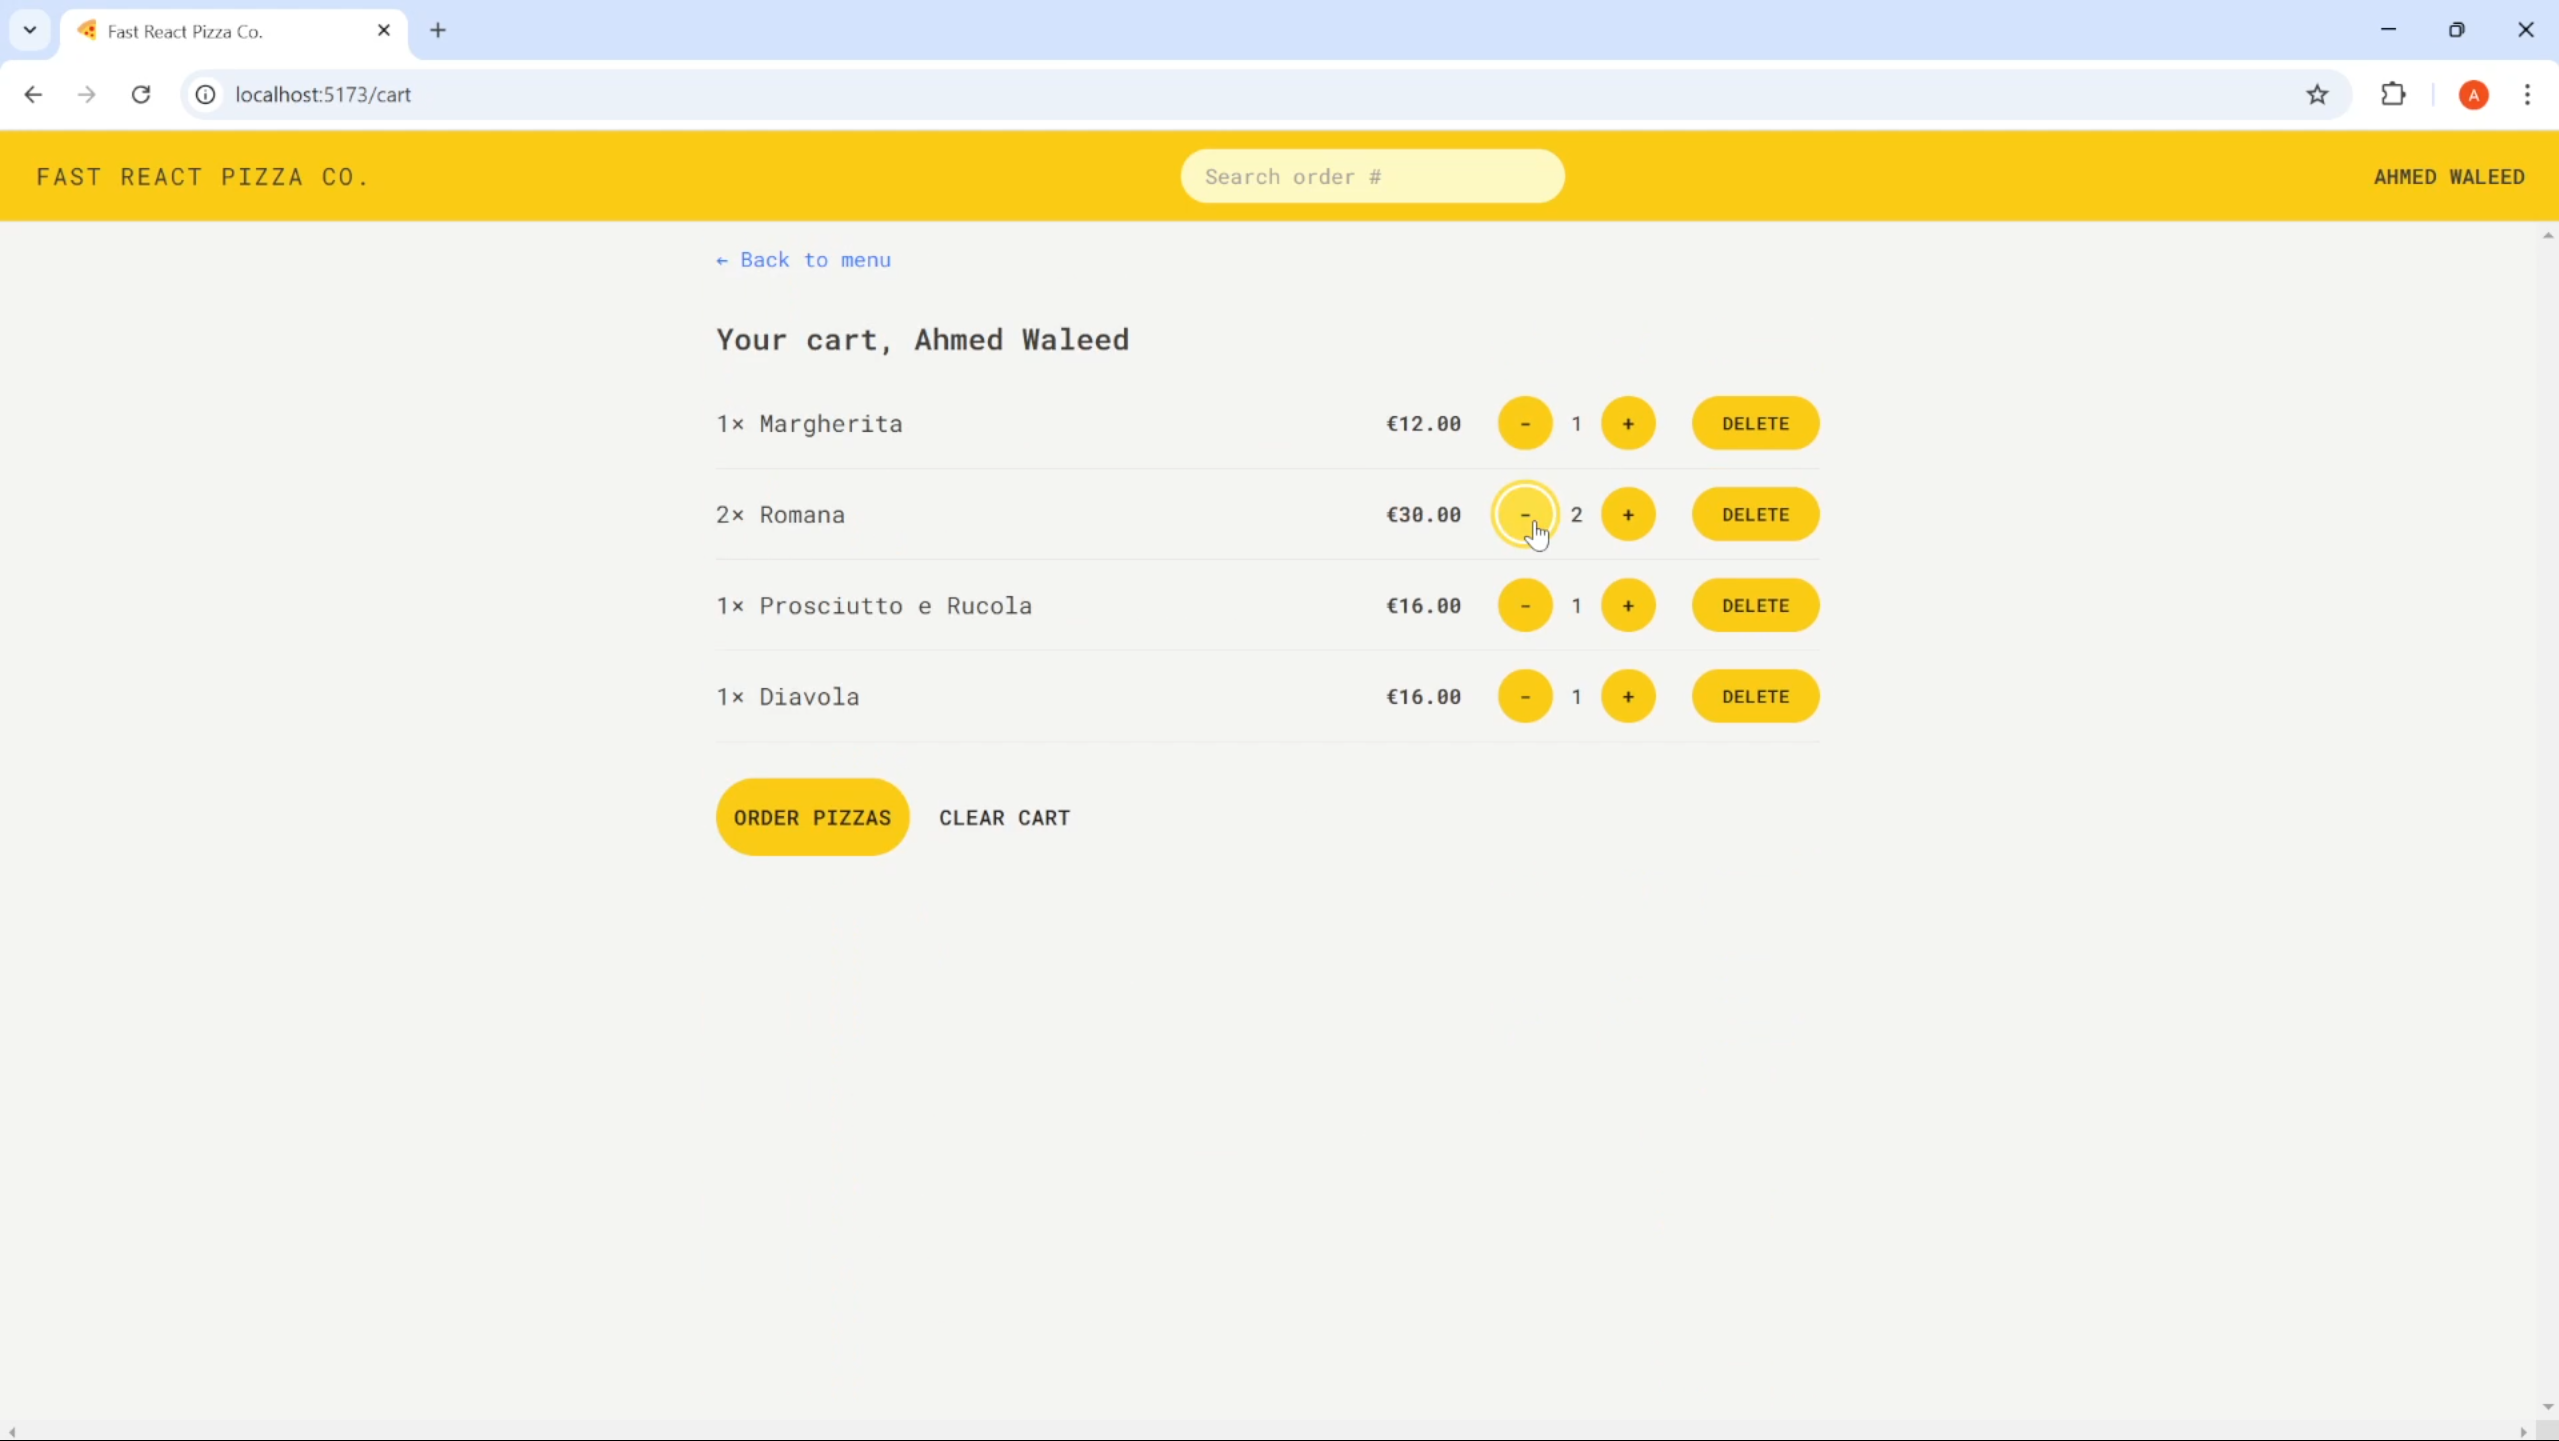 Fast React Pizza Co.
localhost:5173/cart
A
FAST REACT PIZZA CO.
Search order #
AHMED WALEED
← Back to menu
Your cart, Ahmed Waleed
1× Margherita €12.00 - 1 + DELETE
2× Romana €30.00 - 2 + DELETE
1× Prosciutto e Rucola €16.00 - 1 + DELETE
1× Diavola €16.00 - 1 + DELETE
ORDER PIZZAS CLEAR CART